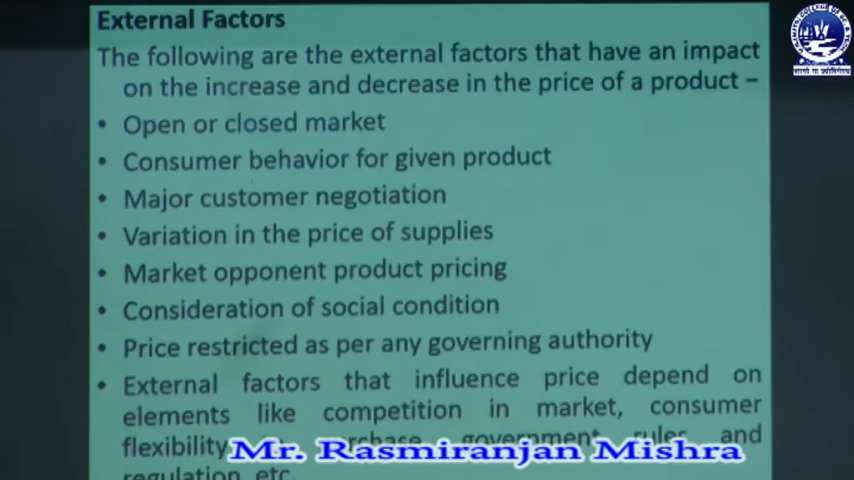 External Factors
The following are the external factors that have an impact
on the increase and decrease in the price of a product –
• Open or closed market
• Consumer behavior for given product
• Major customer negotiation
• Variation in the price of supplies
• Market opponent product pricing
• Consideration of social condition
• Price restricted as per any governing authority
• External factors that influence price depend on
elements like competition in market, consumer
flexibility purchase, government rules and
regulation etc.
Mr. Rasmiranjan Mishra